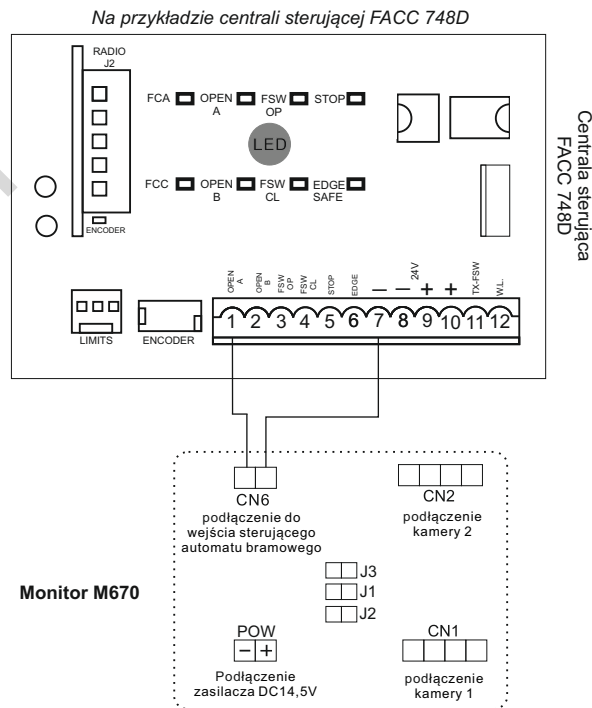 Na przykładzie centrali sterującej FACC 748D
RADIO
J2
FCA
OPEN
A
FSW
OP
STOP
LED
FCC
OPEN
B
FSW
CL
EDGE
SAFE
ENCODER
Centrala sterująca
FACC 748D
LIMITS
ENCODER
OPEN
A
OPEN
B
FSW
OP
FSW
CL
STOP
EDGE
− − 24V + +
TX-FSW
W.L.
1 2 3 4 5 6 7 8 9 10 11 12
CN6
podłączenie do
wejścia sterującego
automatu bramowego
CN2
podłączenie
kamery 2
J3
J1
J2
Monitor M670
POW
− +
Podłączenie
zasilacza DC14,5V
CN1
podłączenie
kamery 1